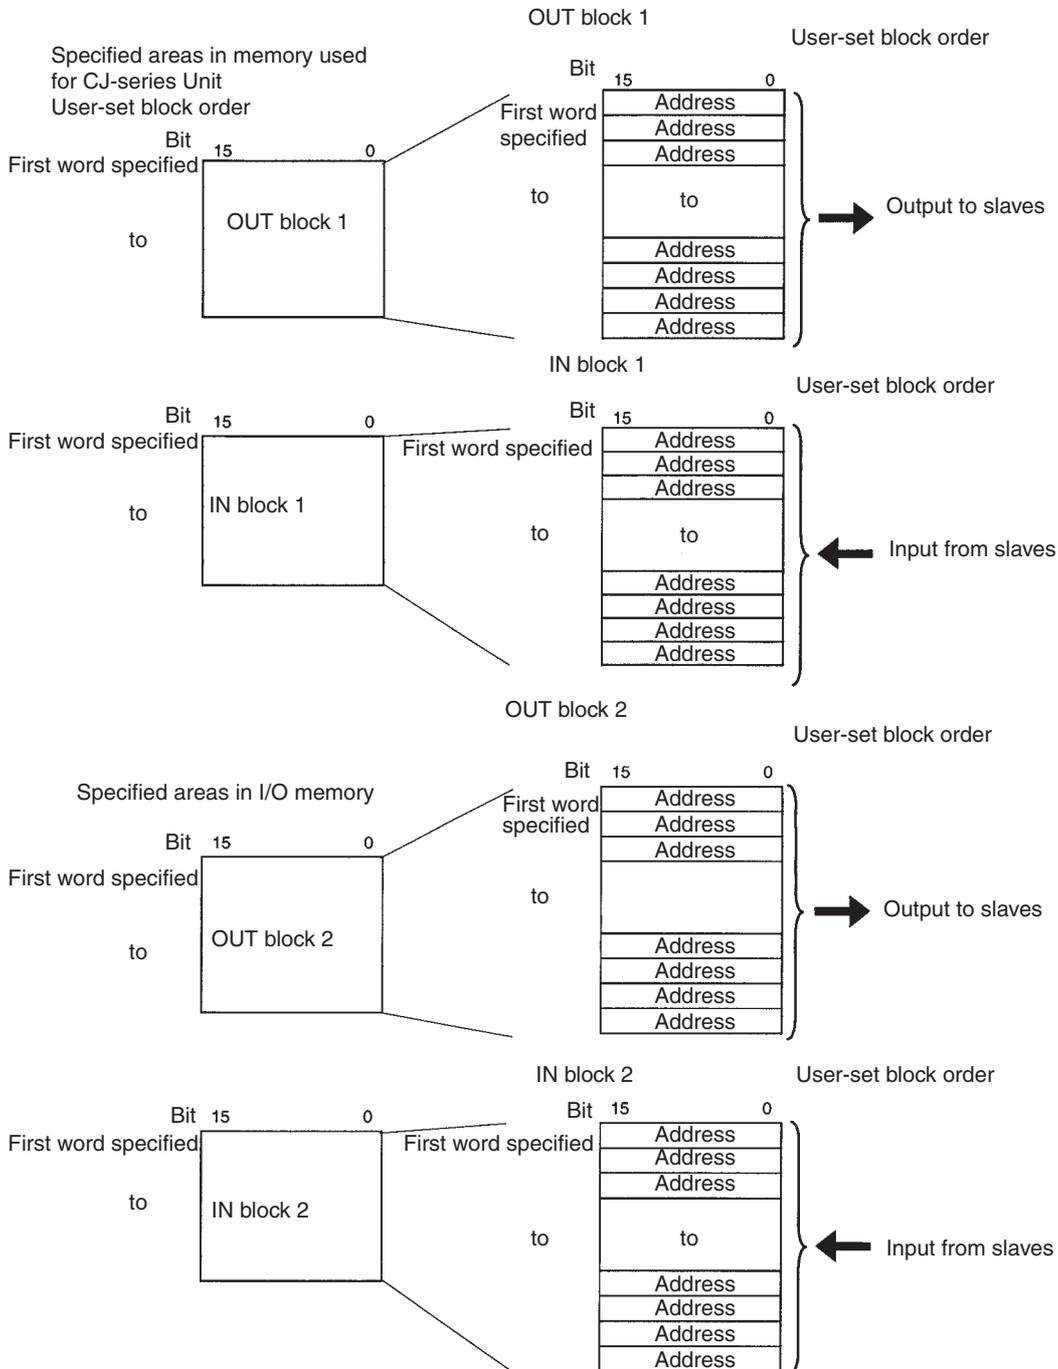 OUT block 1
User-set block order
Specified areas in memory used
for CJ-series Unit
User-set block order
Bit
15
0
First word specified
OUT block 1
to
Bit
15
0
First word
specified
Address
Address
Address
to
to
Address
Address
Address
Address
Output to slaves
IN block 1
User-set block order
Bit
15
0
First word specified
IN block 1
to
Bit
15
0
First word specified
Address
Address
Address
to
to
Address
Address
Address
Address
Input from slaves
OUT block 2
User-set block order
Specified areas in I/O memory
Bit
15
0
First word specified
OUT block 2
to
Bit
15
0
First word
specified
Address
Address
Address
to
Address
Address
Address
Address
Output to slaves
IN block 2
User-set block order
Bit
15
0
First word specified
IN block 2
to
Bit
15
0
First word specified
Address
Address
Address
to
to
Address
Address
Address
Address
Input from slaves